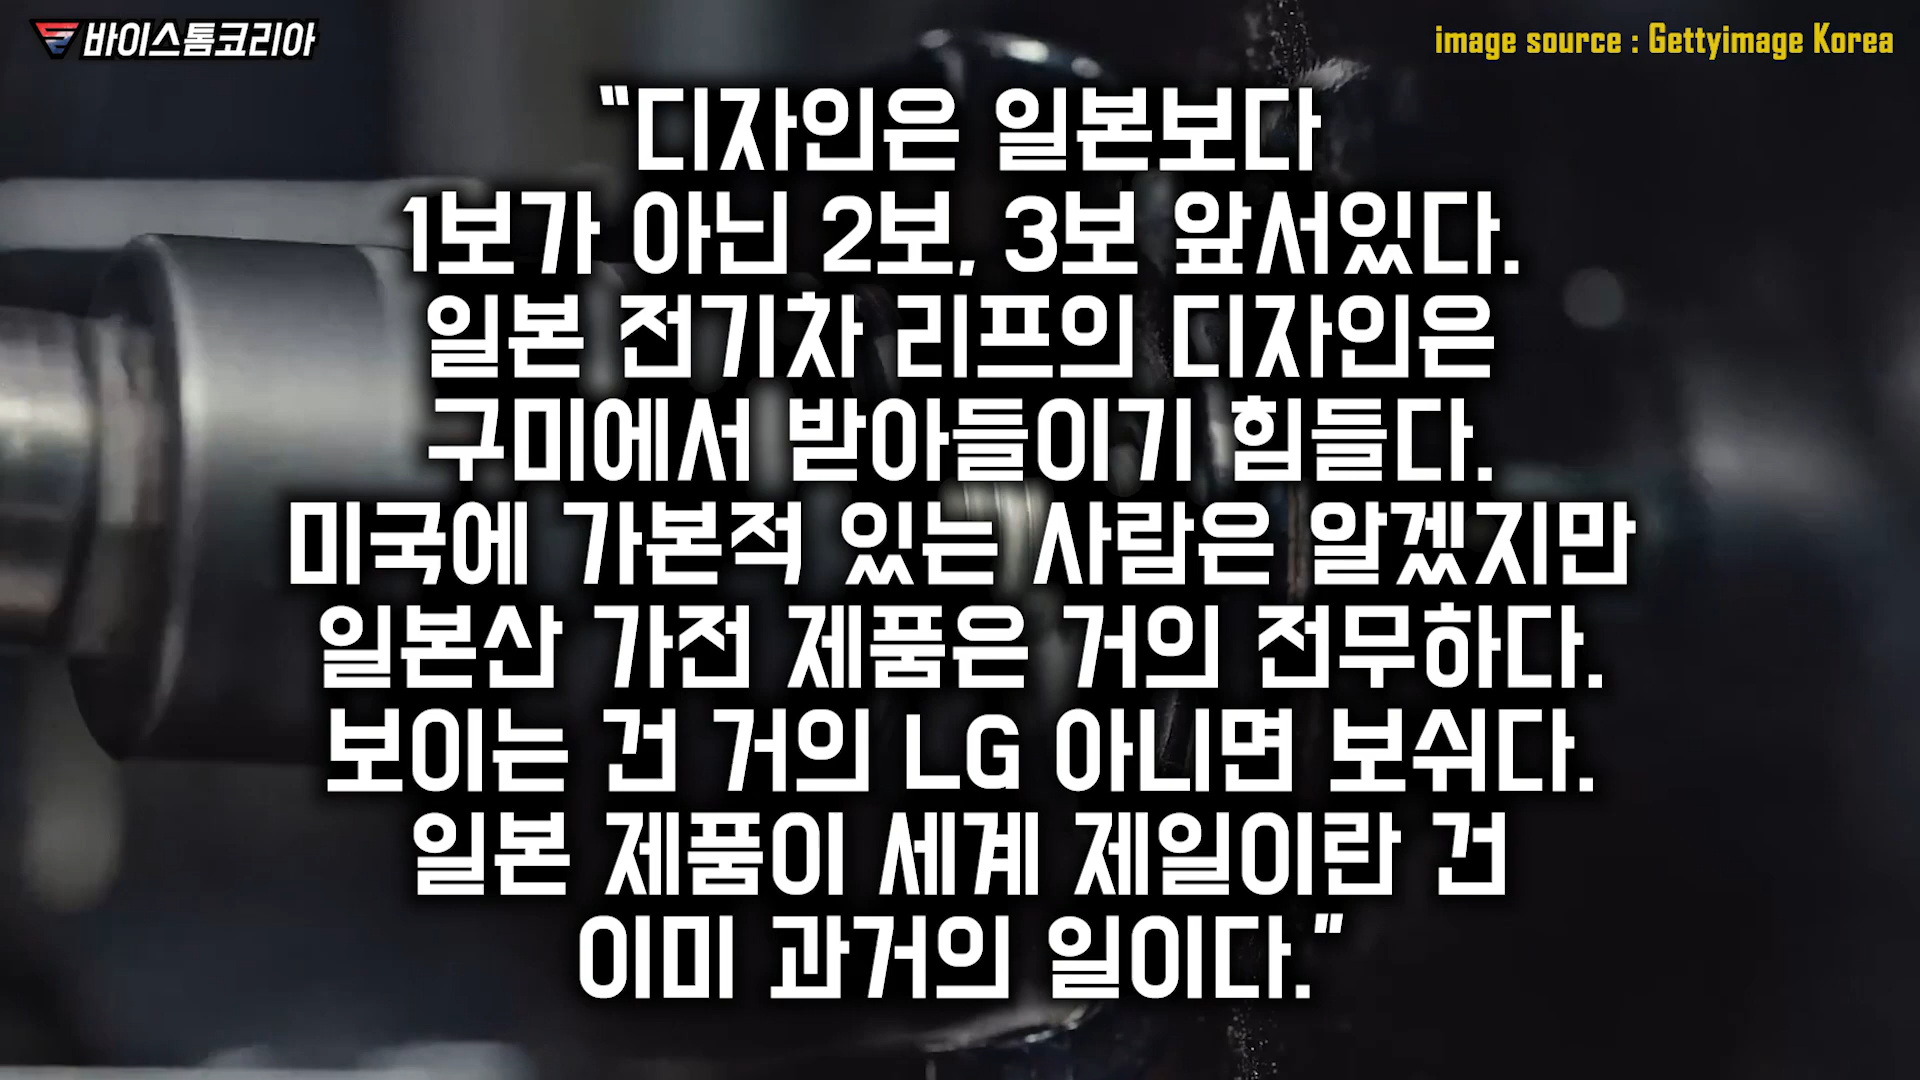 바이스톰코리아
image source : Gettyimage Korea
"디자인은 일본보다
1보가 아닌 2보, 3보 앞서있다.
일본 전기차 리프의 디자인은
구미에서 받아들이기 힘들다.
미국에 가본적 있는 사람은 알겠지만
일본산 가전 제품은 거의 전무하다.
보이는 건 거의 LG 아니면 보쉬다.
일본 제품이 세계 제일이란 건
이미 과거의 일이다."